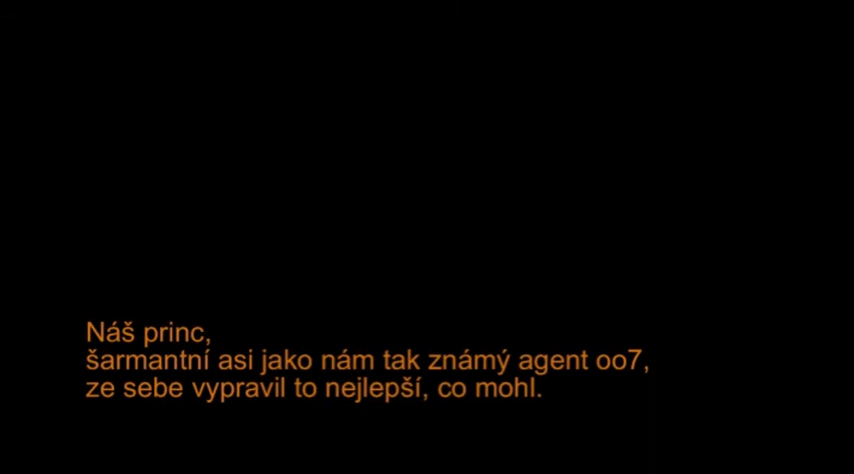 Náš princ,
šarmantní asi jako nám tak známý agent oo7,
ze sebe vypravil to nejlepší, co mohl.